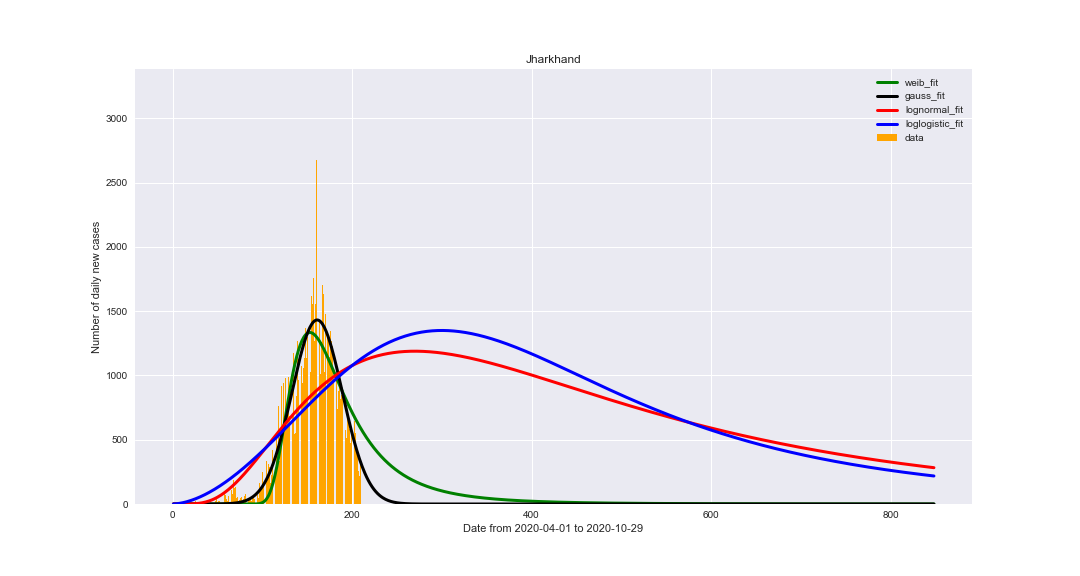 Jharkhand
weib_fit
gauss_fit
lognormal_fit
loglogistic_fit
data
Number of daily new cases
3000
2500
2000
1500
1000
500
0
0 200 400 600 800
Date from 2020-04-01 to 2020-10-29